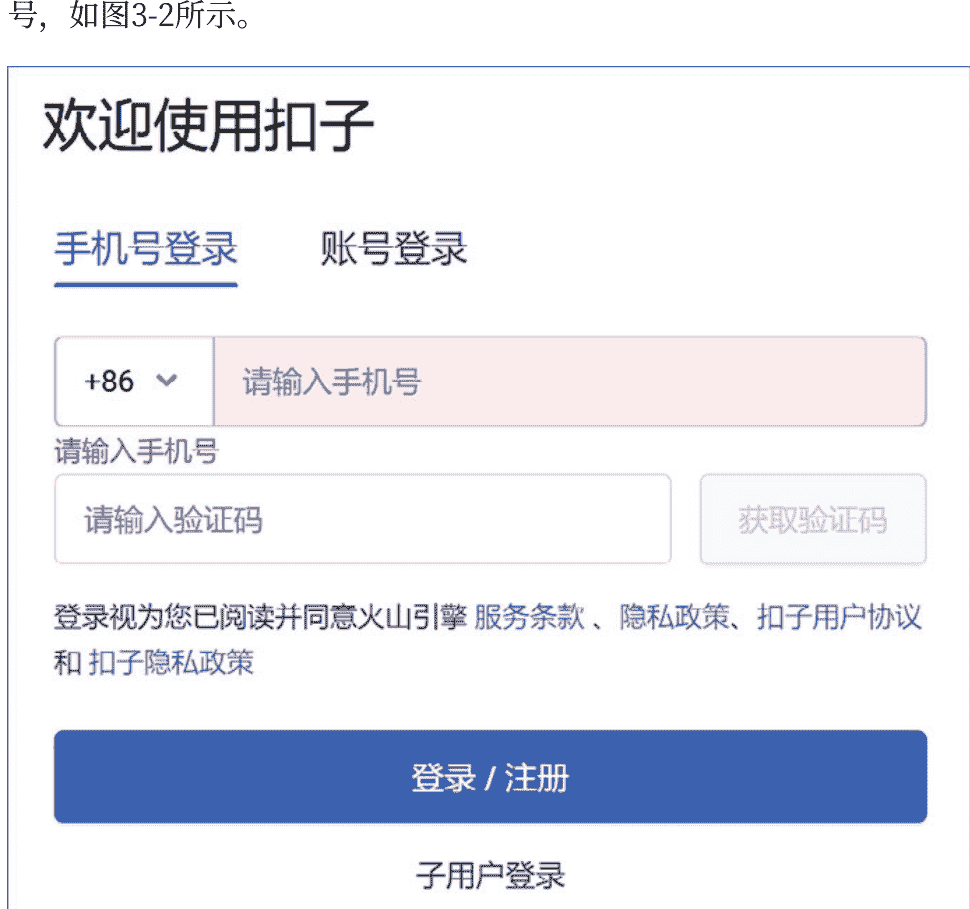 号，如图3-2所示。
欢迎使用扣子
手机号登录 账号登录
+86 请输入手机号
请输入手机号
请输入验证码 获取验证码
登录视为您已阅读并同意火山引擎 服务条款 、隐私政策、扣子用户协议
和 扣子隐私政策
登录 / 注册
子用户登录